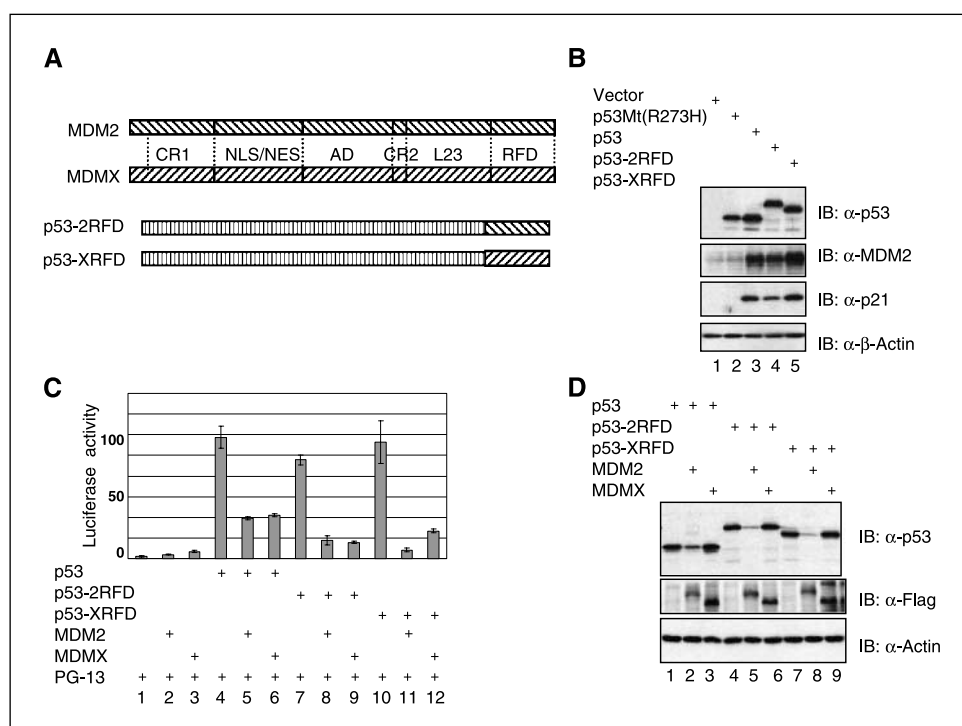 A
MDM2
CR1 NLS/NES AD CR2 L23 RFD
MDMX
p53-2RFD
p53-XRFD
B
Vector +
p53Mt(R273H) +
p53 +
p53-2RFD +
p53-XRFD +
IB: α-p53
IB: α-MDM2
IB: α-p21
IB: α-β-Actin
1 2 3 4 5
C
Luciferase activity
100
50
0
p53 + + +
p53-2RFD + + +
p53-XRFD + + +
MDM2 + + + +
MDMX + + + +
PG-13 + + + + + + + + + + + +
1 2 3 4 5 6 7 8 9 10 11 12
D
p53 + + +
p53-2RFD + + +
p53-XRFD + + +
MDM2 + + +
MDMX + + +
IB: α-p53
IB: α-Flag
IB: α-Actin
1 2 3 4 5 6 7 8 9